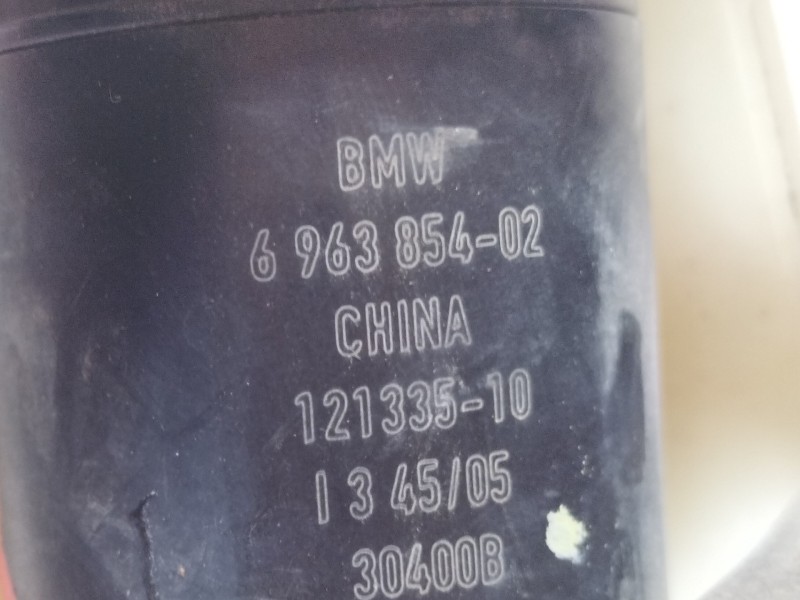 BMW
6 963 854-02
CHINA
121335-10
I 3 45/05
30400B